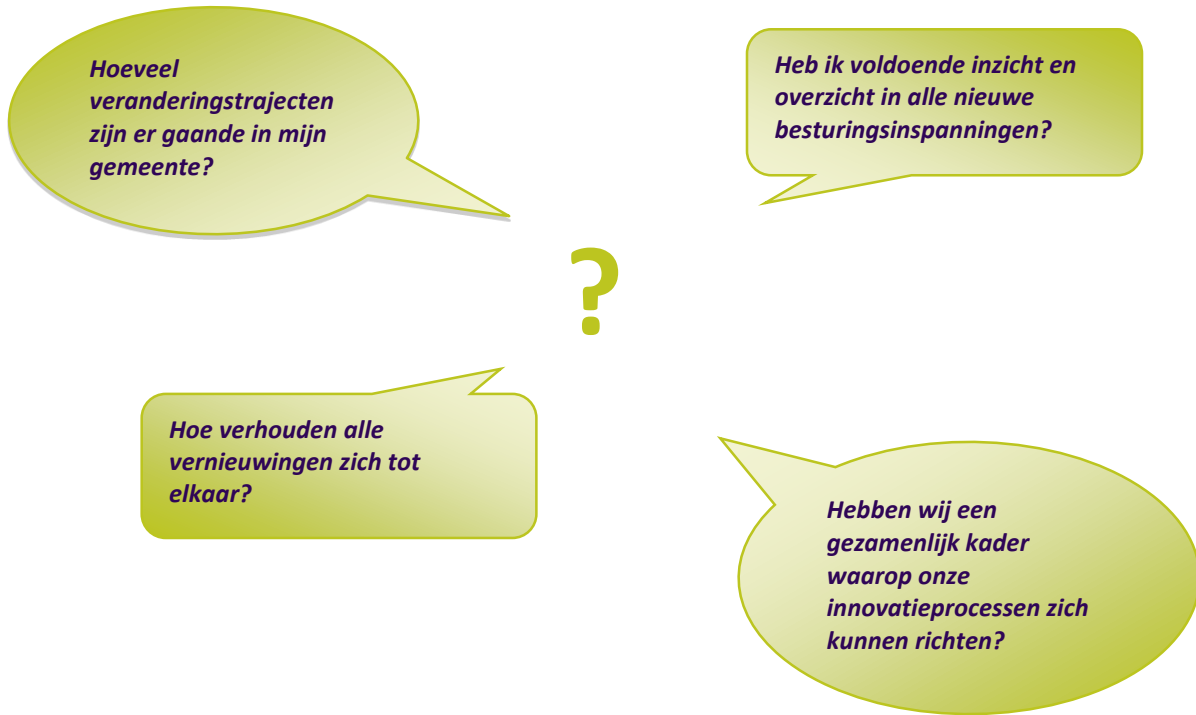 Hoeveel
veranderingstrajecten
zijn er gaande in mijn
gemeente?
Heb ik voldoende inzicht en
overzicht in alle nieuwe
besturingsinspanningen?
?
Hoe verhouden alle
vernieuwingen zich tot
elkaar?
Hebben wij een
gezamenlijk kader
waarop onze
innovatieprocessen zich
kunnen richten?